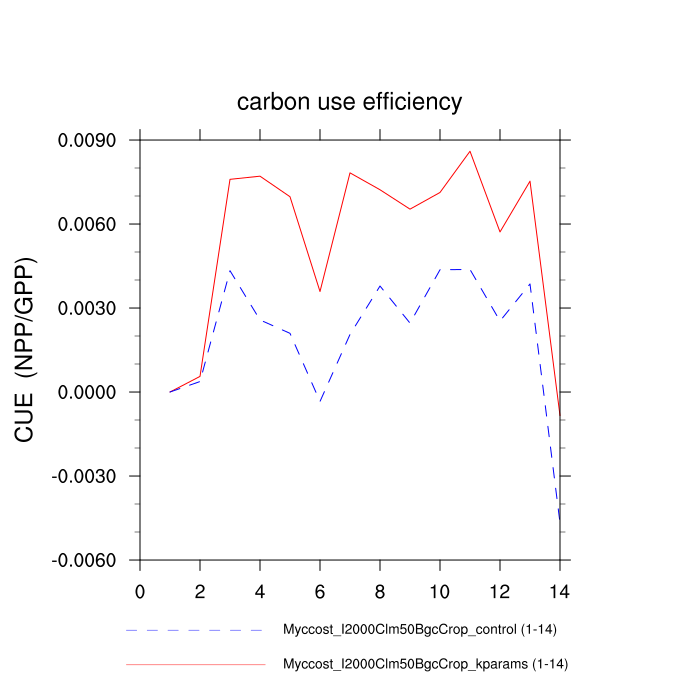 carbon use efficiency
0.0090
0.0060
0.0030
0.0000
-0.0030
-0.0060
CUE (NPP/GPP)
0 2 4 6 8 10 12 14
Myccost_I2000Clm50BgcCrop_control (1-14)
Myccost_I2000Clm50BgcCrop_kparams (1-14)